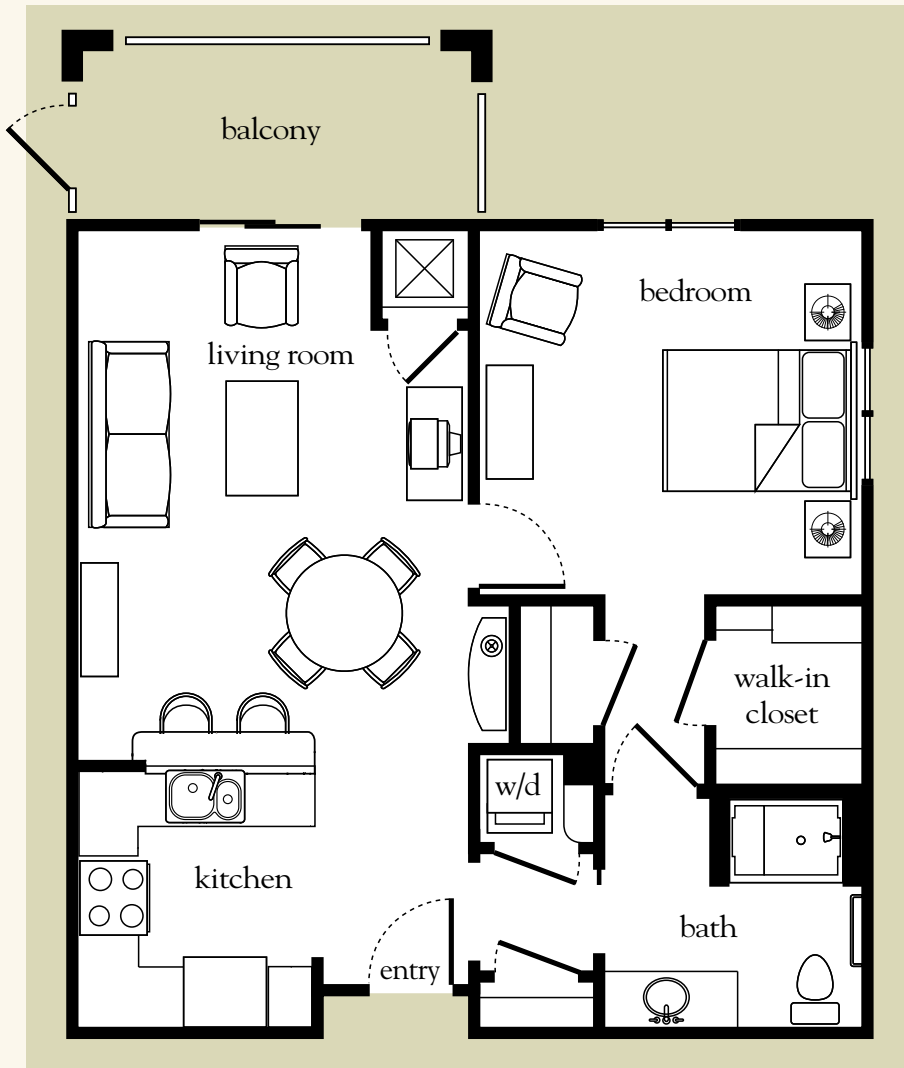 balcony
bedroom
living room
walk-in
closet
w/d
kitchen
bath
entry